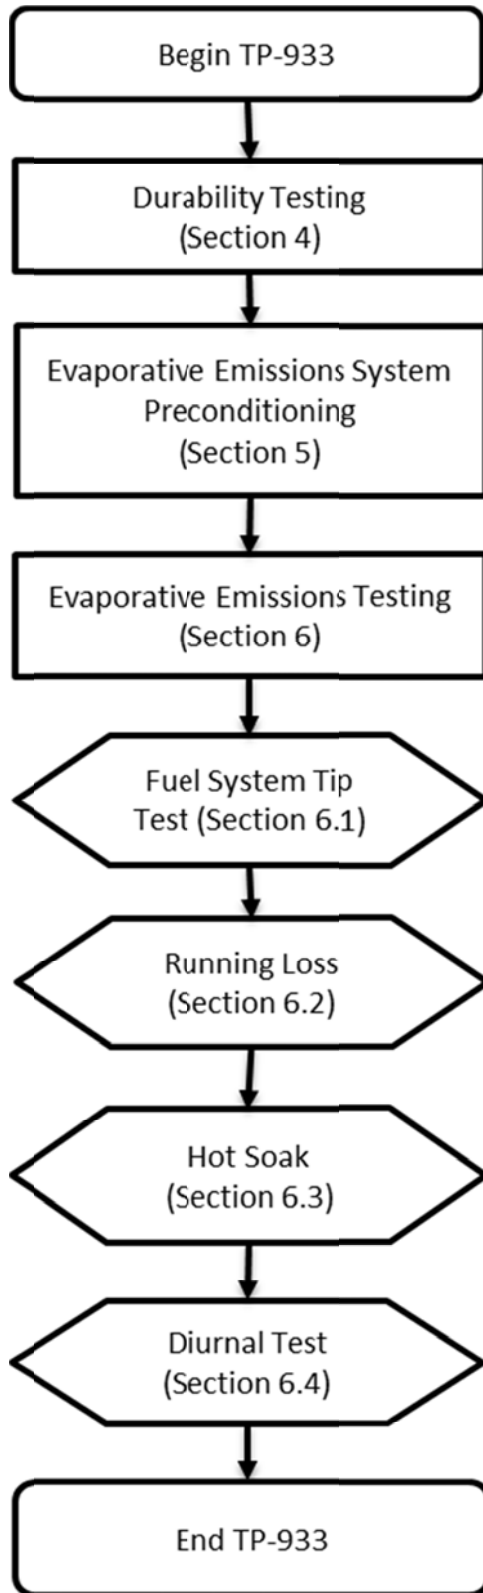 Begin TP-933
Durability Testing
(Section 4)
Evaporative Emissions System
Preconditioning
(Section 5)
Evaporative Emissions Testing
(Section 6)
Fuel System Tip
Test (Section 6.1)
Running Loss
(Section 6.2)
Hot Soak
(Section 6.3)
Diurnal Test
(Section 6.4)
End TP-933